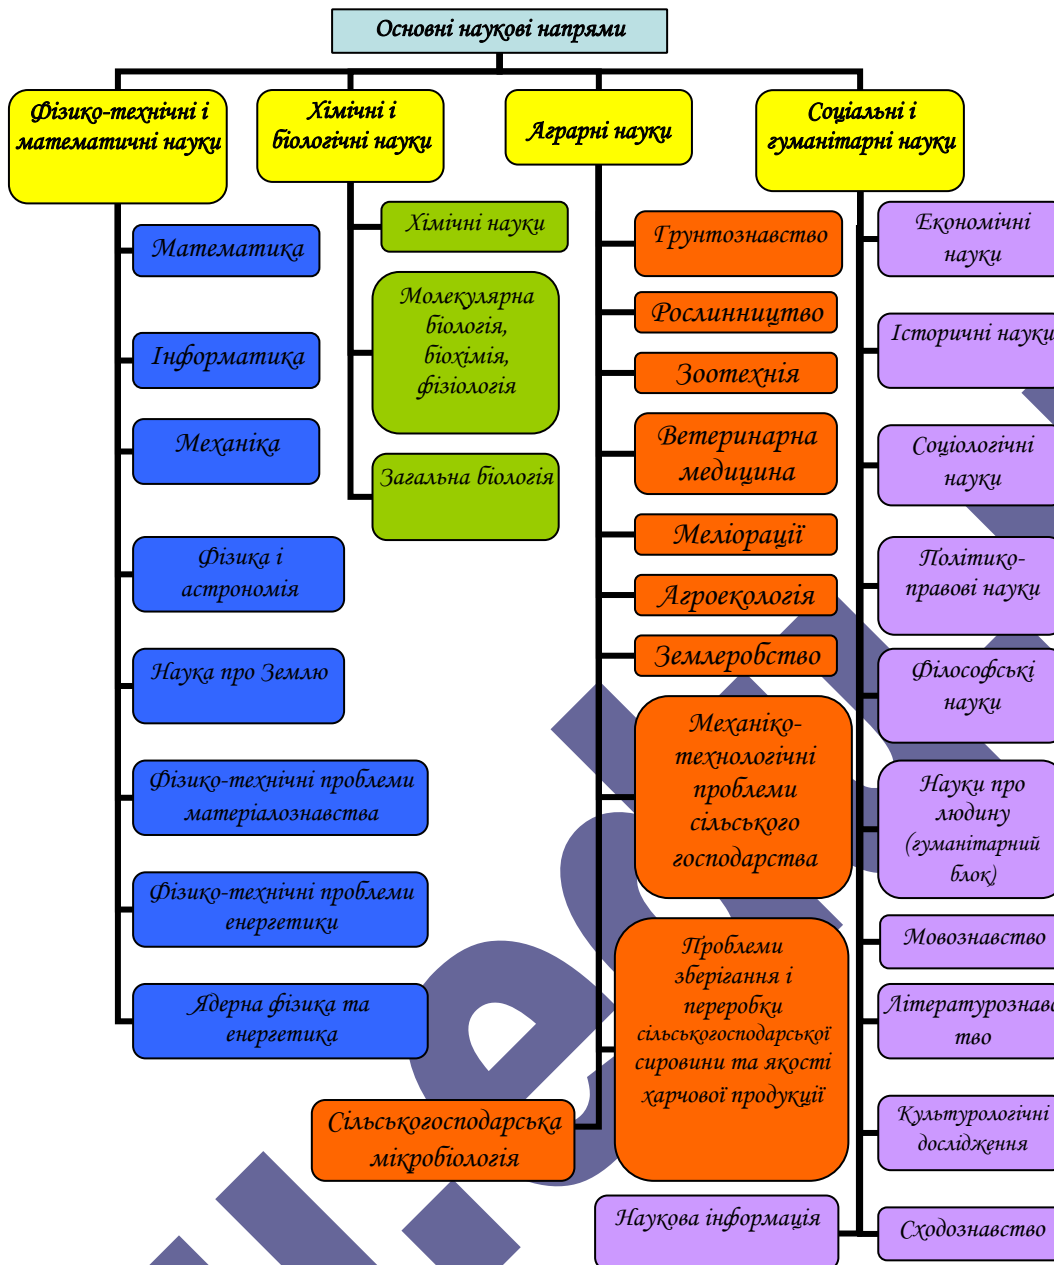 Основні наукові напрями
Фізико-технічні і
математичні науки
Хімічні і
біологічні науки
Аграрні науки
Соціальні і
гуманітарні науки
Математика
Інформатика
Механіка
Фізика і
астрономія
Наука про Землю
Фізико-технічні проблеми
матеріалознавства
Фізико-технічні проблеми
енергетики
Ядерна фізика та
енергетика
Хімічні науки
Молекулярна
біологія,
біохімія,
фізіологія
Загальна біологія
Грунтознавство
Рослинництво
Зоотехнія
Ветеринарна
медицина
Меліорації
Агроекологія
Землеробство
Механіко-
технологічні
проблеми
сільського
господарства
Проблеми
зберігання і
переробки
сільськогосподарської
сировини та якості
харчової продукції
Сільськогосподарська
мікробіологія
Економічні
науки
Історичні науки
Соціологічні
науки
Політико-
правові науки
Філософські
науки
Науки про
людину
(гуманітарний
блок)
Мовознавство
Літературознавс
тво
Культурологічні
дослідження
Сходознавство
Наукова інформація